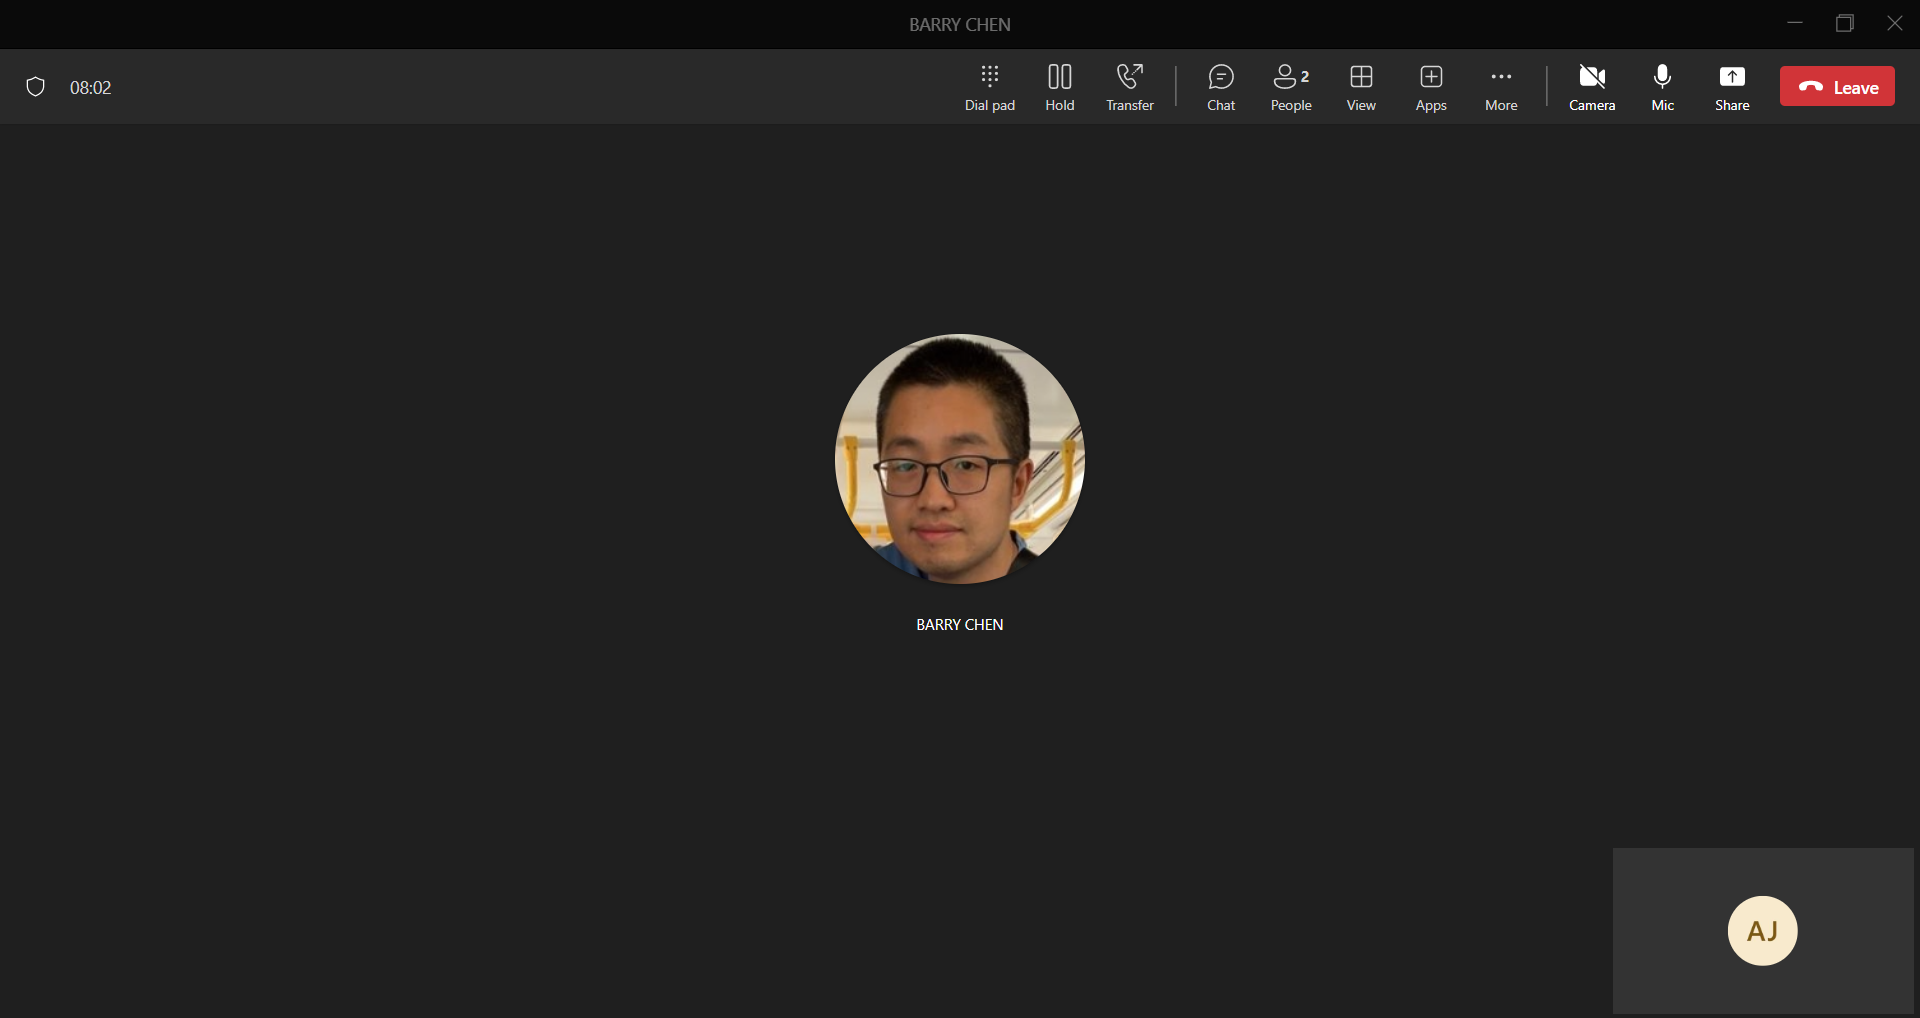 BARRY CHEN
08:02
Dial pad
Hold
Transfer
Chat
2
People
View
Apps
More
Camera
Mic
Share
Leave
BARRY CHEN
AJ